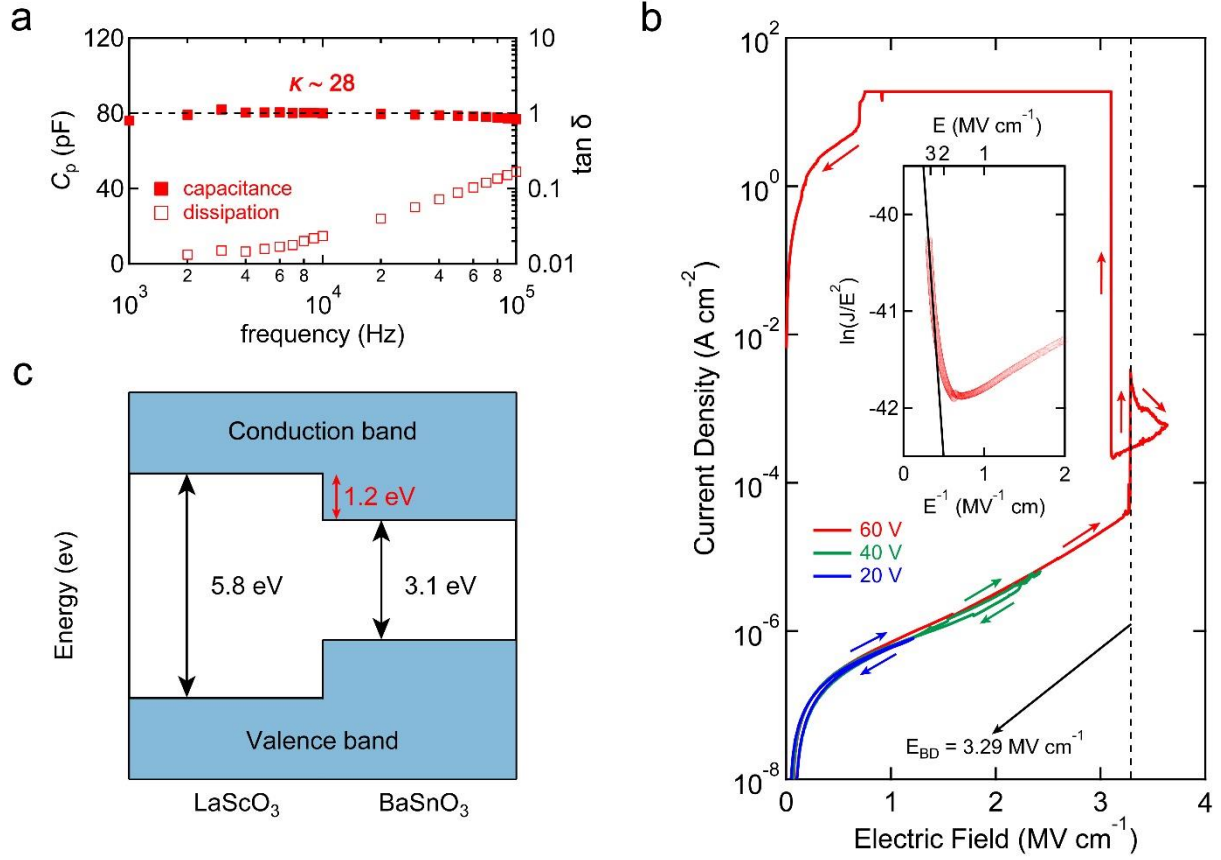 a
120
80
40
0
C_p (pF)
κ ~ 28
capacitance
dissipation
10
1
0.1
0.01
tan δ
10^3
2
4
6
8
10^4
2
4
6
8
10^5
frequency (Hz)
b
10^2
10^0
10^-2
10^-4
10^-6
10^-8
Current Density (A cm^-2)
E (MV cm^-1)
3 2 1
-40
-41
-42
ln(J/E^2)
0 1 2
E^-1 (MV^-1 cm)
60 V
40 V
20 V
E_BD = 3.29 MV cm^-1
0 1 2 3 4
Electric Field (MV cm^-1)
c
Energy (ev)
Conduction band
1.2 eV
5.8 eV
3.1 eV
Valence band
LaScO_3
BaSnO_3